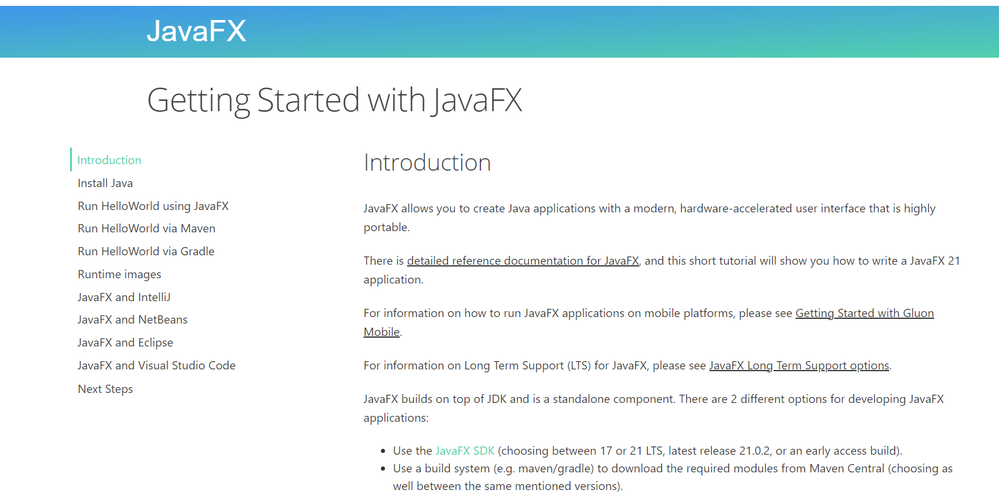 JavaFX
Getting Started with JavaFX
Introduction
Install Java
Run HelloWorld using JavaFX
Run HelloWorld via Maven
Run HelloWorld via Gradle
Runtime images
JavaFX and IntelliJ
JavaFX and NetBeans
JavaFX and Eclipse
JavaFX and Visual Studio Code
Next Steps
Introduction
JavaFX allows you to create Java applications with a modern, hardware-accelerated user interface that is highly
portable.
There is detailed reference documentation for JavaFX, and this short tutorial will show you how to write a JavaFX 21
application.
For information on how to run JavaFX applications on mobile platforms, please see Getting Started with Gluon
Mobile.
For information on Long Term Support (LTS) for JavaFX, please see JavaFX Long Term Support options.
JavaFX builds on top of JDK and is a standalone component. There are 2 different options for developing JavaFX
applications:
• Use the JavaFX SDK (choosing between 17 or 21 LTS, latest release 21.0.2, or an early access build).
• Use a build system (e.g. maven/gradle) to download the required modules from Maven Central (choosing as
well between the same mentioned versions).